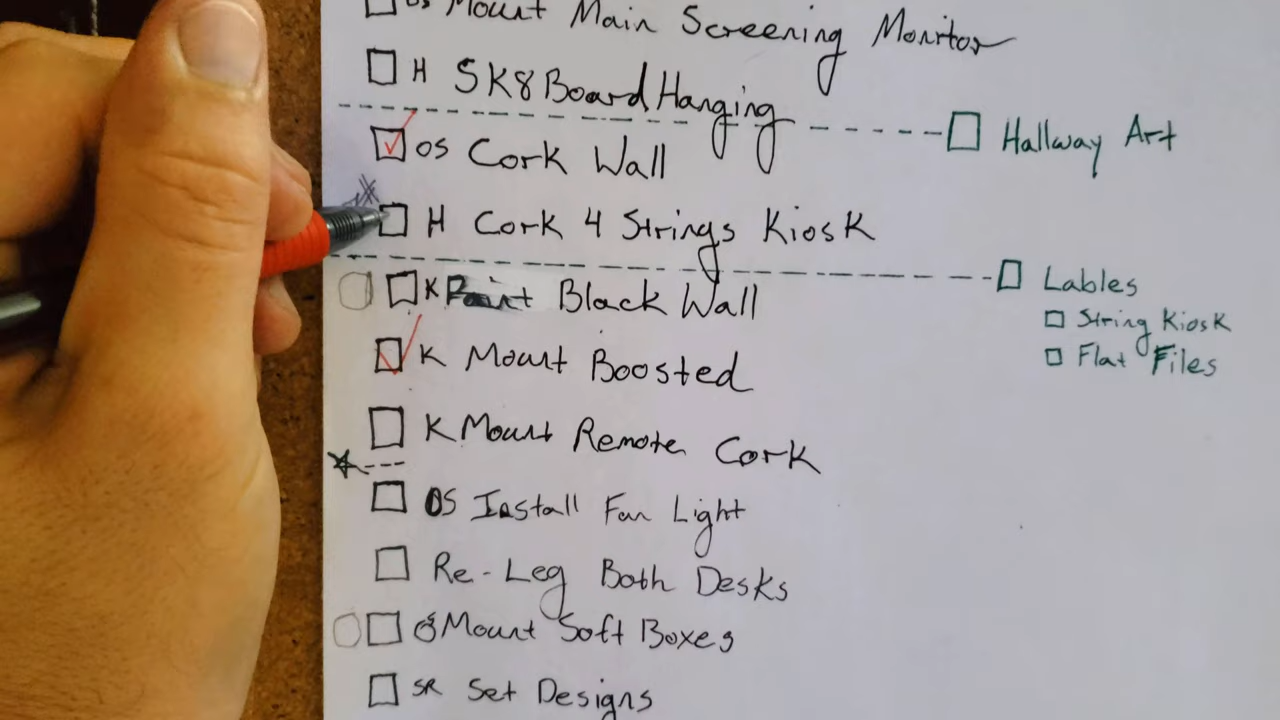 OS Mount Main Screening Monitor
H SK8 Board Hanging
Hallway Art
OS Cork Wall
H Cork 4 Strings Kiosk
Lables
K Paint Black Wall
String Kiosk
K Mount Boosted
Flat Files
K Mount Remote Cork
OS Install Fan Light
Re-Leg Both Desks
Mount Soft Boxes
SR Set Designs